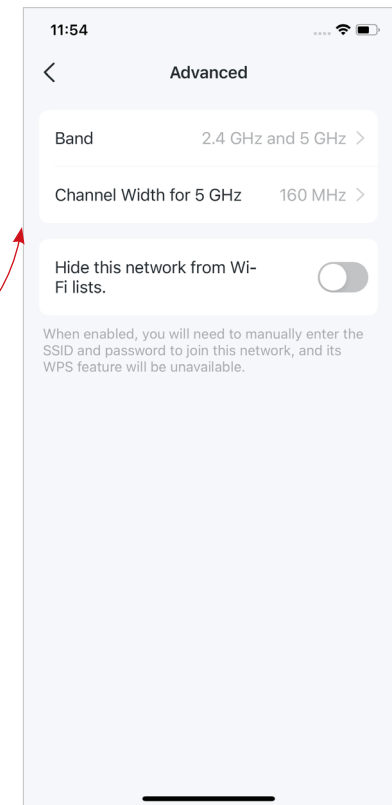 11:54
Advanced
Band 2.4 GHz and 5 GHz
Channel Width for 5 GHz 160 MHz
Hide this network from Wi-
Fi lists.
When enabled, you will need to manually enter the
SSID and password to join this network, and its
WPS feature will be unavailable.